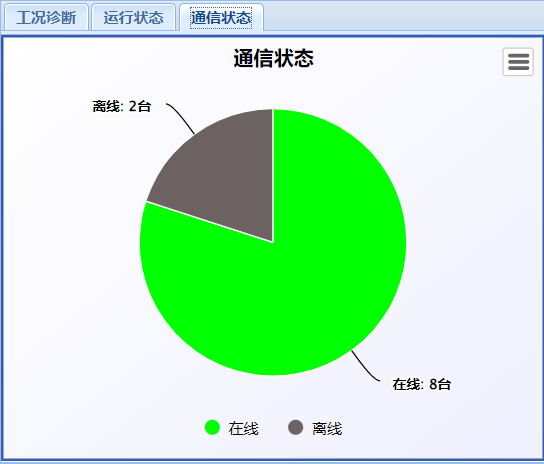 工况诊断 运行状态 通信状态
通信状态
离线: 2台
在线: 8台
在线 离线